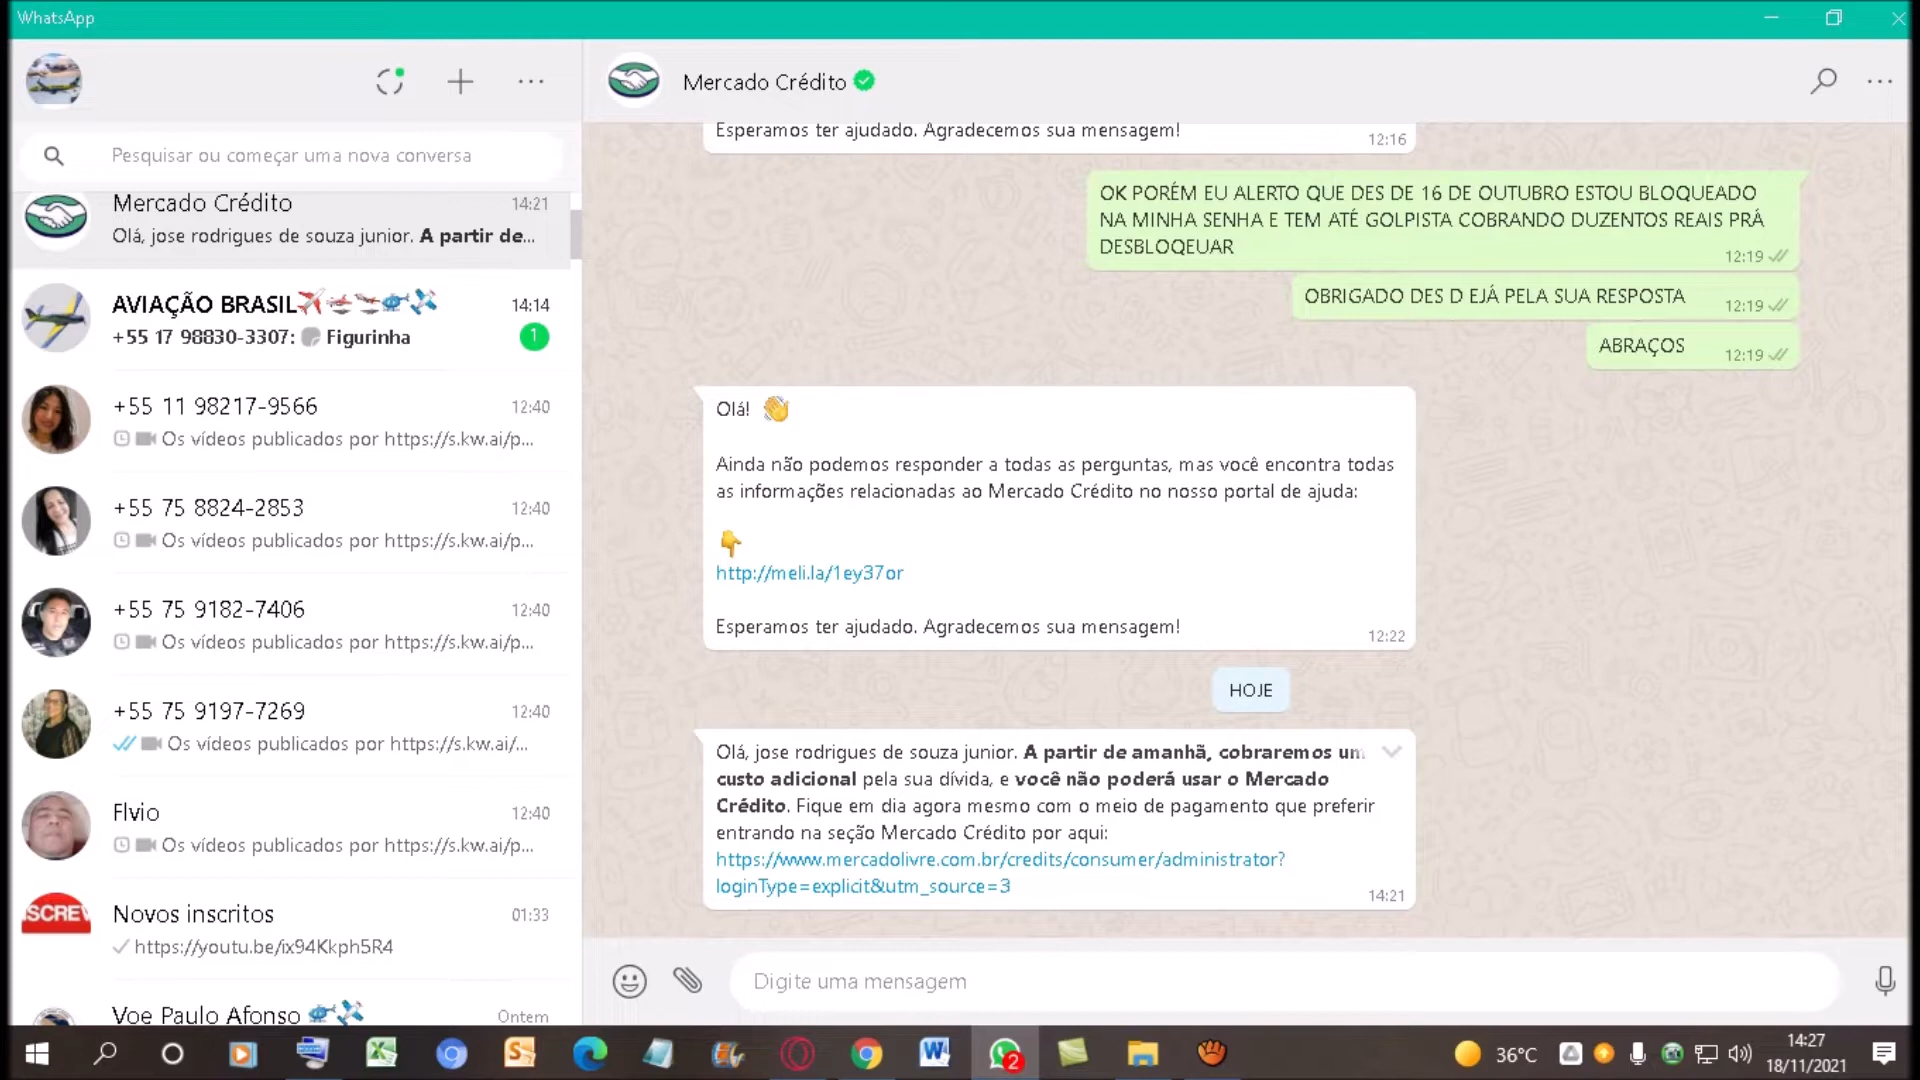 WhatsApp
Pesquisar ou começar uma nova conversa
Mercado Crédito
14:21
Olá, jose rodrigues de souza junior. A partir de...
AVIAÇÃO BRASIL
14:14
+55 17 98830-3307: Figurinha
1
+55 11 98217-9566
12:40
Os vídeos publicados por https://s.kw.ai/p...
+55 75 8824-2853
12:40
Os vídeos publicados por https://s.kw.ai/p...
+55 75 9182-7406
12:40
Os vídeos publicados por https://s.kw.ai/p...
+55 75 9197-7269
12:40
Os vídeos publicados por https://s.kw.ai/...
Flvio
12:40
Os vídeos publicados por https://s.kw.ai/p...
SCREV
Novos inscritos
01:33
https://youtu.be/ix94Kkph5R4
Voe Paulo Afonso
Ontem
Mercado Crédito
Esperamos ter ajudado. Agradecemos sua mensagem!
12:16
OK PORÉM EU ALERTO QUE DES DE 16 DE OUTUBRO ESTOU BLOQUEADO
NA MINHA SENHA E TEM ATÉ GOLPISTA COBRANDO DUZENTOS REAIS PRÁ
DESBLOQEUAR
12:19
OBRIGADO DES D EJÁ PELA SUA RESPOSTA
12:19
ABRAÇOS
12:19
Olá!
Ainda não podemos responder a todas as perguntas, mas você encontra todas
as informações relacionadas ao Mercado Crédito no nosso portal de ajuda:
http://meli.la/1ey37or
Esperamos ter ajudado. Agradecemos sua mensagem!
12:22
HOJE
Olá, jose rodrigues de souza junior. A partir de amanhã, cobraremos um
custo adicional pela sua dívida, e você não poderá usar o Mercado
Crédito. Fique em dia agora mesmo com o meio de pagamento que preferir
entrando na seção Mercado Crédito por aqui:
https://www.mercadolivre.com.br/credits/consumer/administrator?
loginType=explicit&utm_source=3
14:21
Digite uma mensagem
2
36°C
14:27
18/11/2021